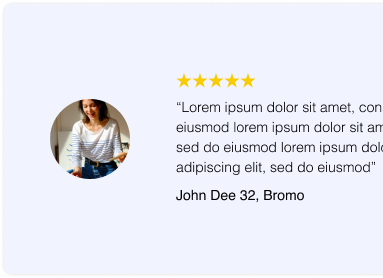 “Lorem ipsum dolor sit amet, con
eiusmod lorem ipsum dolor sit am
sed do eiusmod lorem ipsum dolo
adipiscing elit, sed do eiusmod”
John Dee 32, Bromo